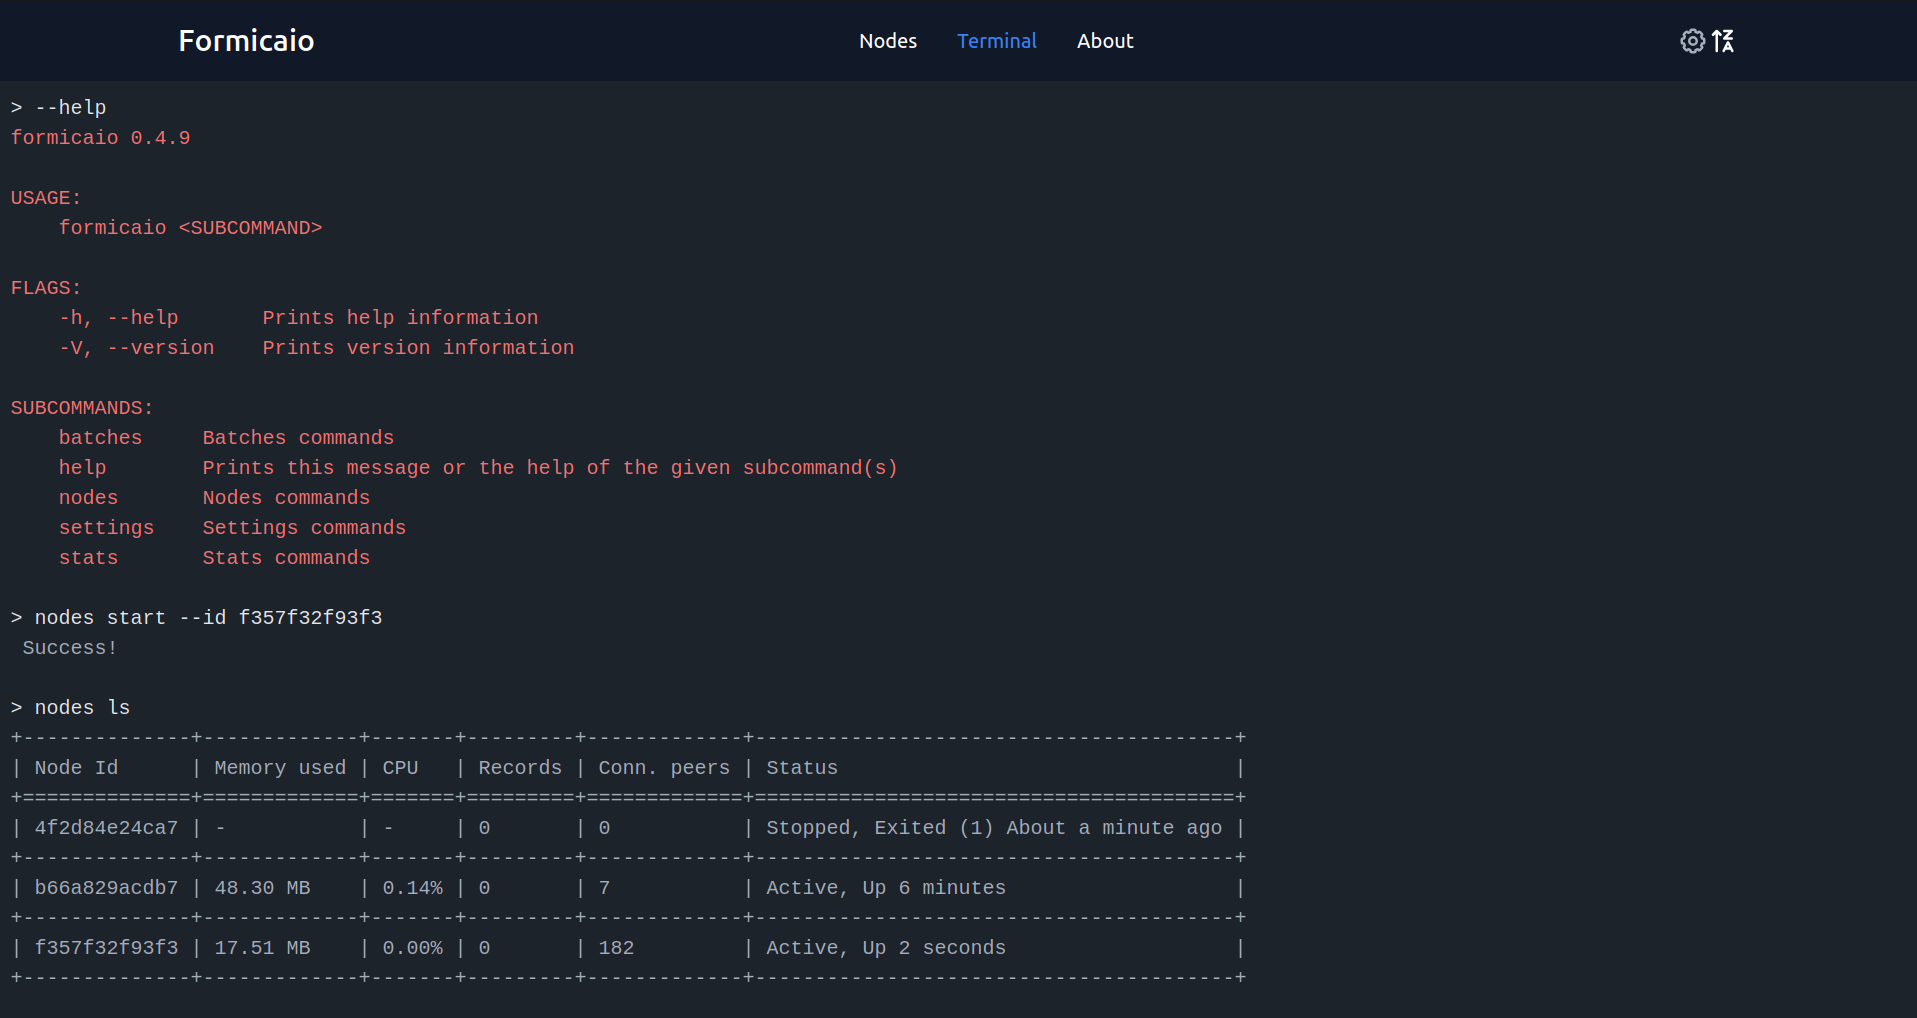 Formicaio
Nodes Terminal About
> --help
formicaio 0.4.9
USAGE:
    formicaio <SUBCOMMAND>
FLAGS:
    -h, --help       Prints help information
    -V, --version    Prints version information
SUBCOMMANDS:
    batches     Batches commands
    help        Prints this message or the help of the given subcommand(s)
    nodes       Nodes commands
    settings    Settings commands
    stats       Stats commands
> nodes start --id f357f32f93f3
 Success!
> nodes ls
+--------------+-------------+-------+---------+-------------+----------------------------------------+
| Node Id      | Memory used | CPU   | Records | Conn. peers | Status                                 |
+==============+=============+=======+=========+=============+========================================+
| 4f2d84e24ca7 | -           | -     | 0       | 0           | Stopped, Exited (1) About a minute ago |
+--------------+-------------+-------+---------+-------------+----------------------------------------+
| b66a829acdb7 | 48.30 MB    | 0.14% | 0       | 7           | Active, Up 6 minutes                   |
+--------------+-------------+-------+---------+-------------+----------------------------------------+
| f357f32f93f3 | 17.51 MB    | 0.00% | 0       | 182         | Active, Up 2 seconds                   |
+--------------+-------------+-------+---------+-------------+----------------------------------------+